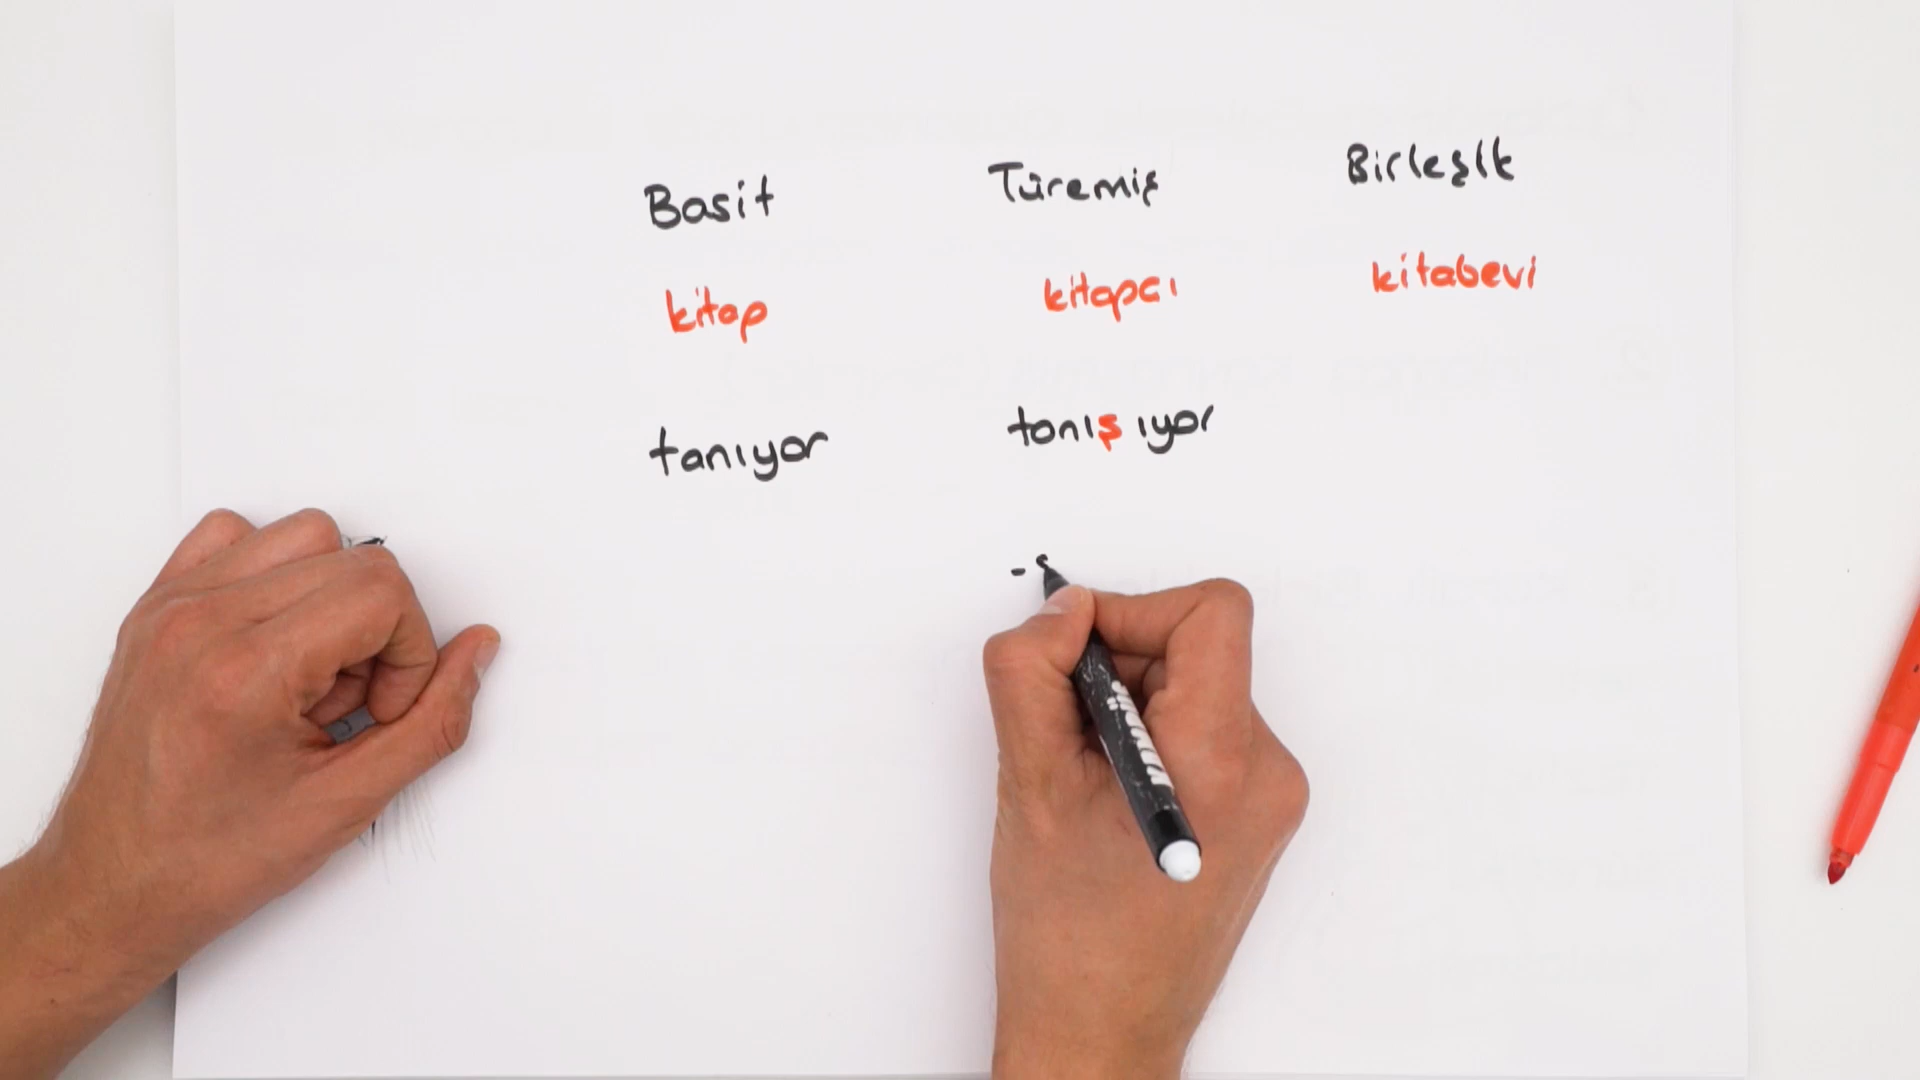 Basit Türemiş Birleşik
kitap kitapçı kitabevi
tanıyor tanışıyor
-ş